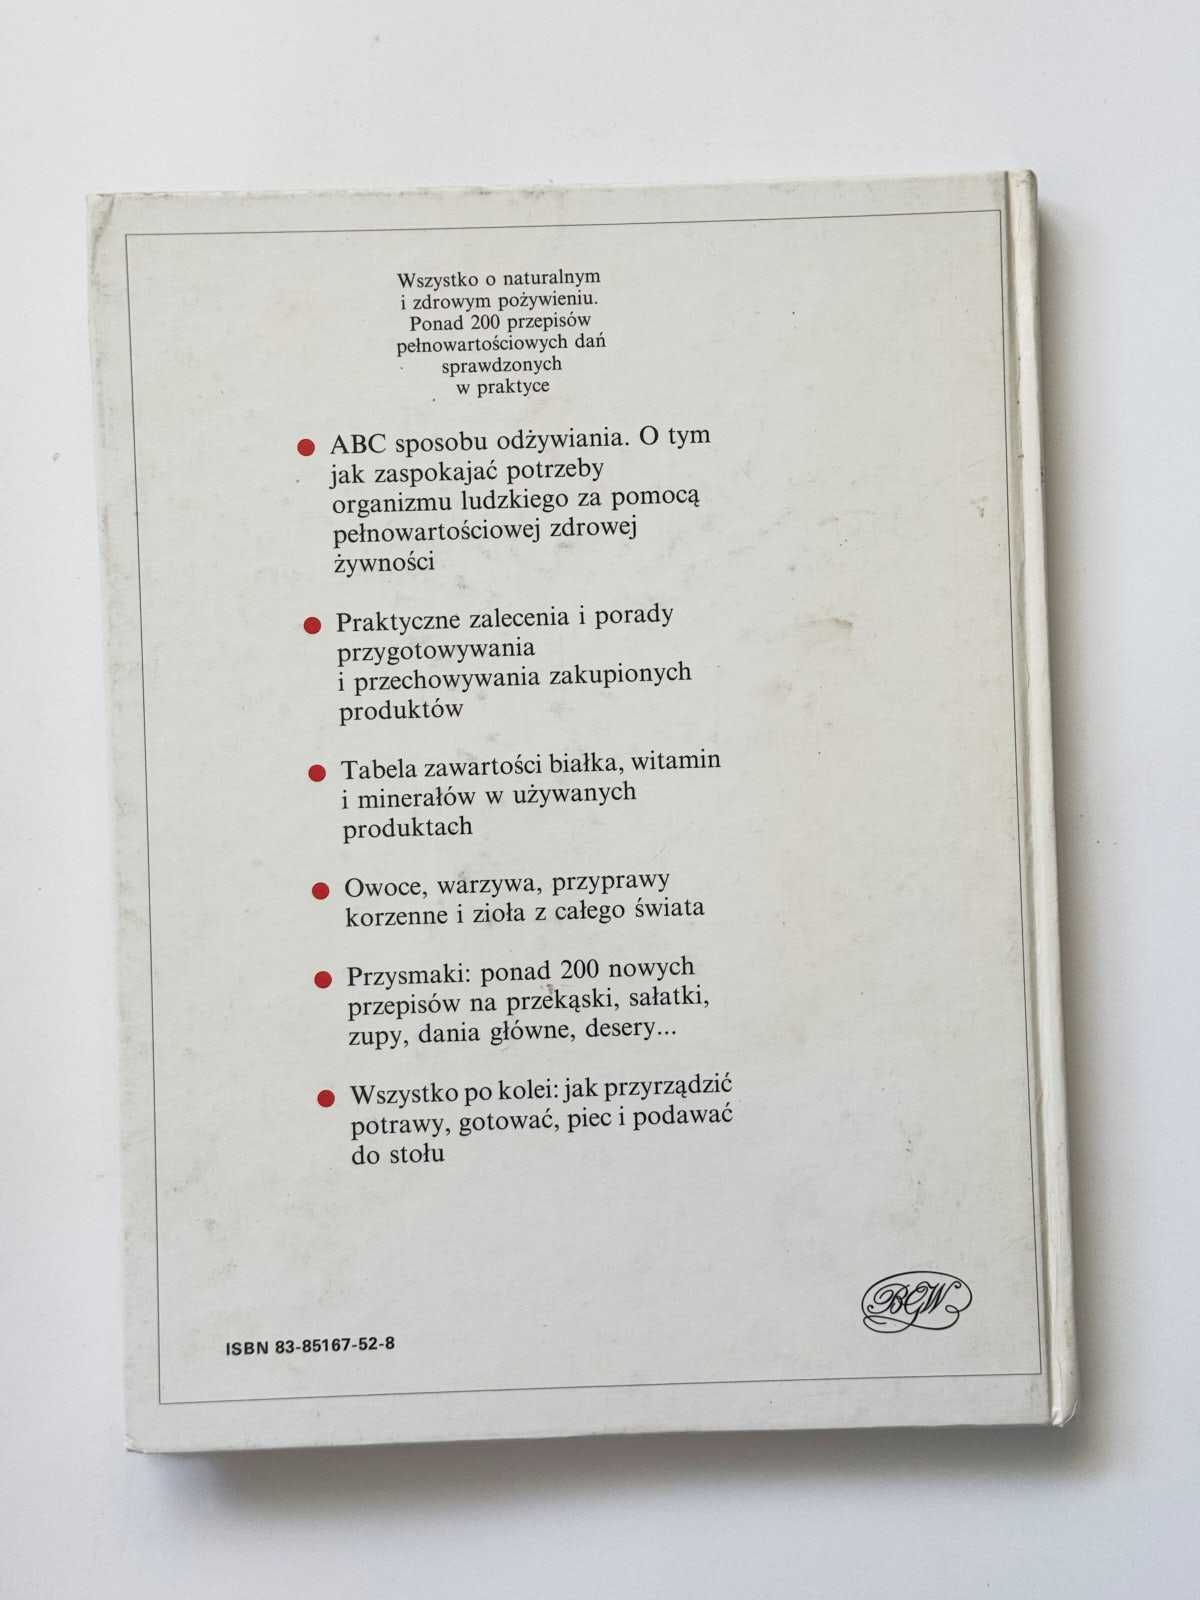 Wszystko o naturalnym
i zdrowym pożywieniu.
Ponad 200 przepisów
pełnowartościowych dań
sprawdzonych
w praktyce
ABC sposobu odżywiania. O tym
jak zaspokajać potrzeby
organizmu ludzkiego za pomocą
pełnowartościowej zdrowej
żywności
Praktyczne zalecenia i porady
przygotowywania
i przechowywania zakupionych
produktów
Tabela zawartości białka, witamin
i minerałów w używanych
produktach
Owoce, warzywa, przyprawy
korzenne i zioła z całego świata
Przysmaki: ponad 200 nowych
przepisów na przekąski, sałatki,
zupy, dania główne, desery...
Wszystko po kolei: jak przyrządzić
potrawy, gotować, piec i podawać
do stołu
BGW
ISBN 83-85167-52-8